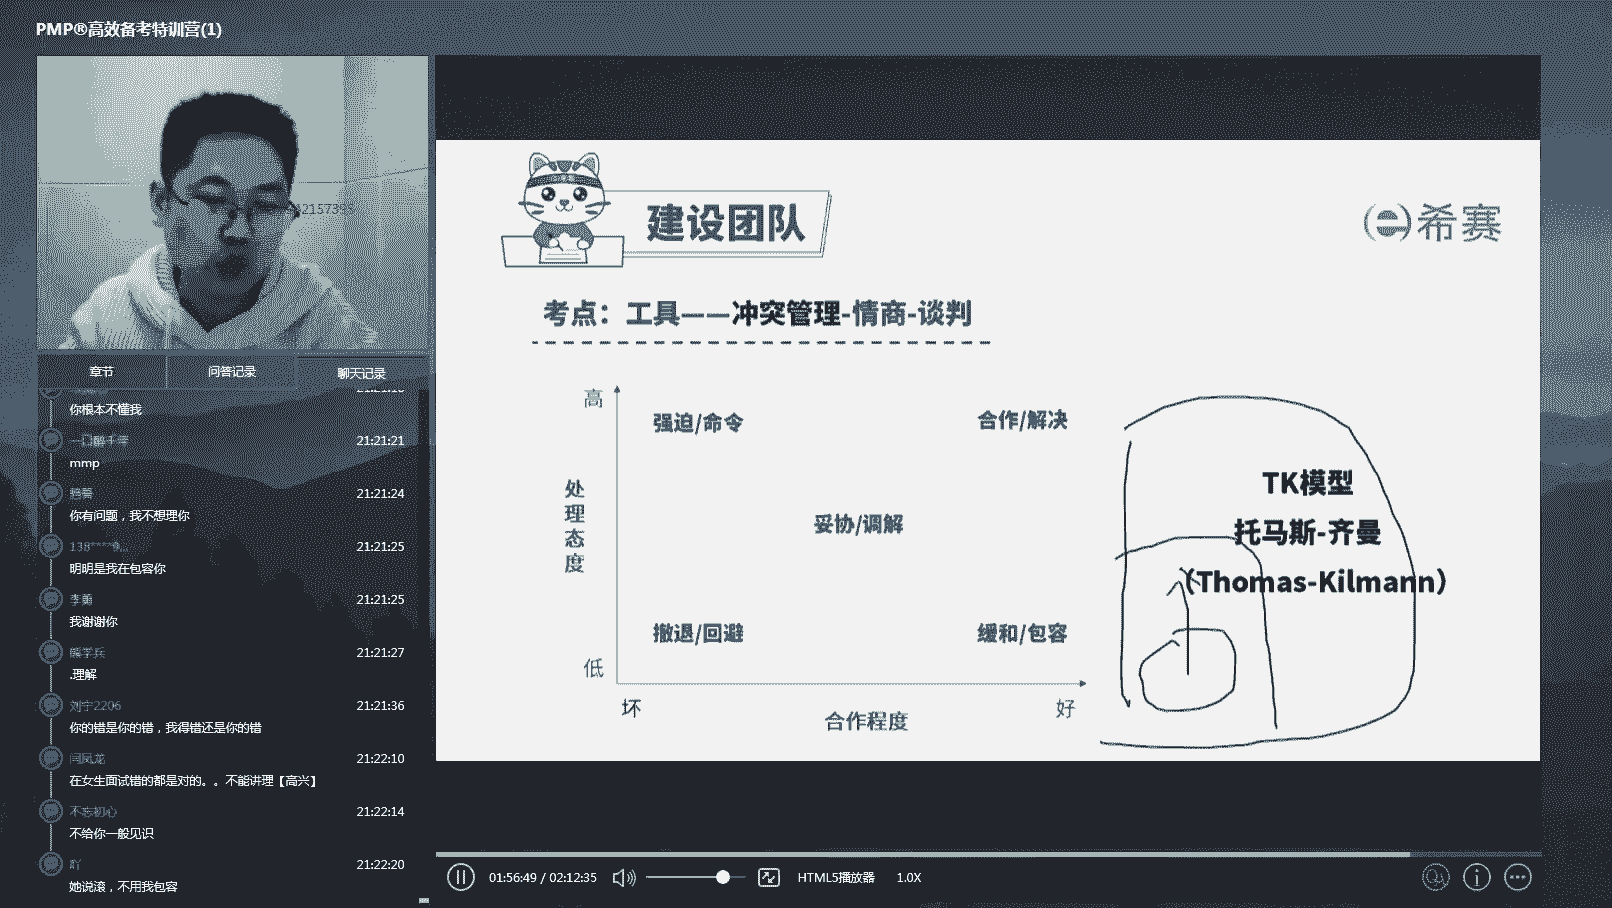 PMP®高效备考特训营(1)
章节
问答记录
聊天记录
你根本不懂我
一口醉千年
21:21:21
mmp
21:21:24
你有问题，我不想理你
138****9...
21:21:25
明明是我在包容你
李勇
21:21:25
我谢谢你
熊学兵
21:21:27
.理解
刘宁2206
21:21:36
你的错是你的错，我得错还是你的错
闫凤龙
21:22:10
在女生面试错的都是对的。。不能讲理【高兴】
不忘初心
21:22:14
不给你一般见识
吖
21:22:20
她说滚，不用我包容
建设团队
希赛
考点：工具——冲突管理-情商-谈判
高
强迫/命令
合作/解决
处理态度
妥协/调解
撤退/回避
缓和/包容
低
坏
合作程度
好
TK模型
托马斯-齐曼
（Thomas-Kilmann）
01:56:49 / 02:12:35
HTML5播放器
1.0X